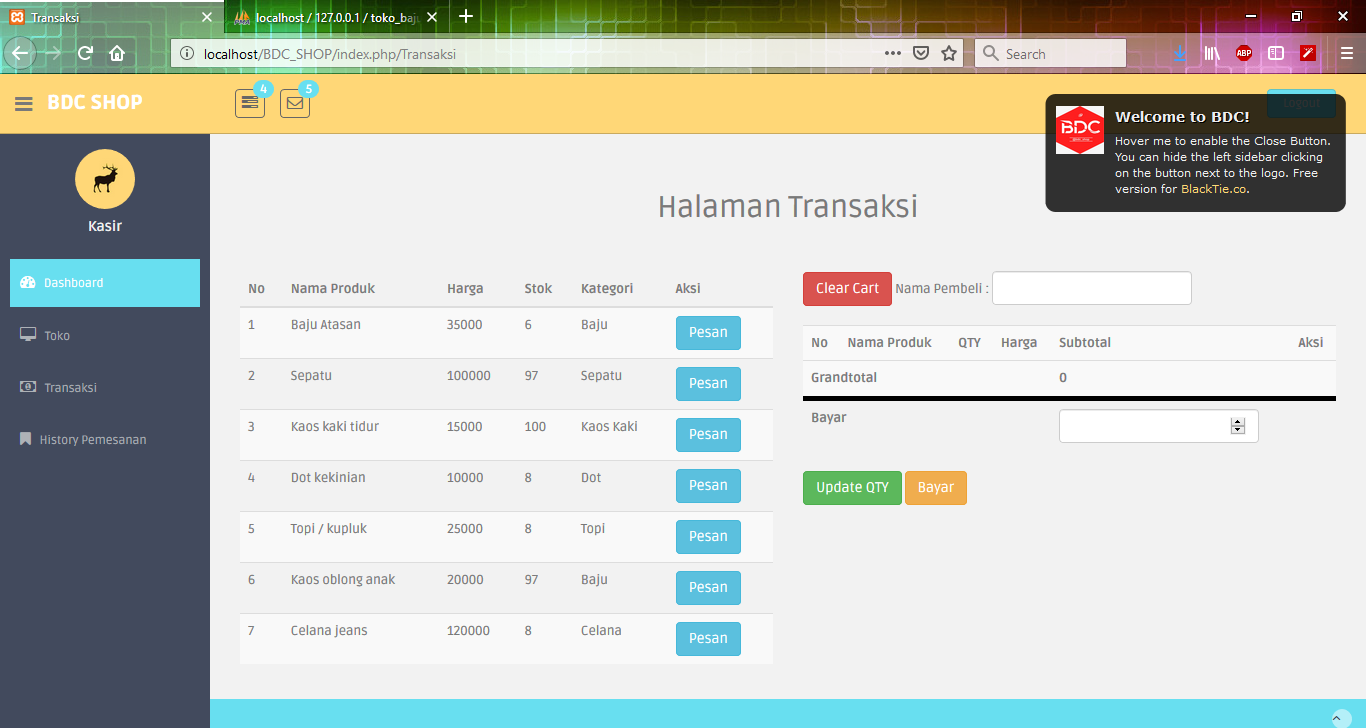 Transaksi
localhost / 127.0.0.1 / toko_baju
localhost/BDC_SHOP/index.php/Transaksi
Search
ABP
BDC SHOP
4
5
Logout
BDC
Welcome to BDC!
Hover me to enable the Close Button.
You can hide the left sidebar clicking
on the button next to the logo. Free
version for BlackTie.co.
Kasir
Dashboard
Toko
Transaksi
History Pemesanan
Halaman Transaksi
No Nama Produk Harga Stok Kategori Aksi
1 Baju Atasan 35000 6 Baju Pesan
2 Sepatu 100000 97 Sepatu Pesan
3 Kaos kaki tidur 15000 100 Kaos Kaki Pesan
4 Dot kekinian 10000 8 Dot Pesan
5 Topi / kupluk 25000 8 Topi Pesan
6 Kaos oblong anak 20000 97 Baju Pesan
7 Celana jeans 120000 8 Celana Pesan
Clear Cart Nama Pembeli :
No Nama Produk QTY Harga Subtotal Aksi
Grandtotal 0
Bayar
Update QTY Bayar